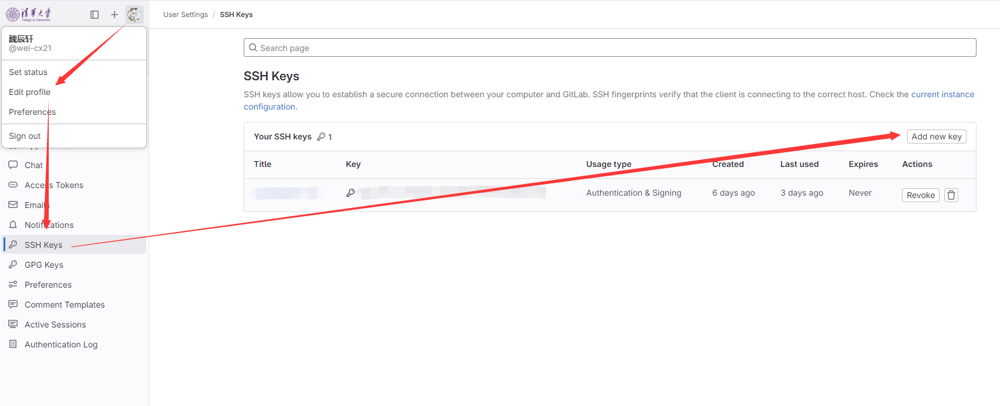 清华大学
Tsinghua University
User Settings / SSH Keys
魏辰轩
@wei-cx21
Set status
Edit profile
Preferences
Sign out
Chat
Access Tokens
Emails
Notifications
SSH Keys
GPG Keys
Preferences
Comment Templates
Active Sessions
Authentication Log
Search page
SSH Keys
SSH keys allow you to establish a secure connection between your computer and GitLab. SSH fingerprints verify that the client is connecting to the correct host. Check the current instance
configuration.
Your SSH keys 1
Add new key
Title Key Usage type Created Last used Expires Actions
Authentication & Signing 6 days ago 3 days ago Never Revoke